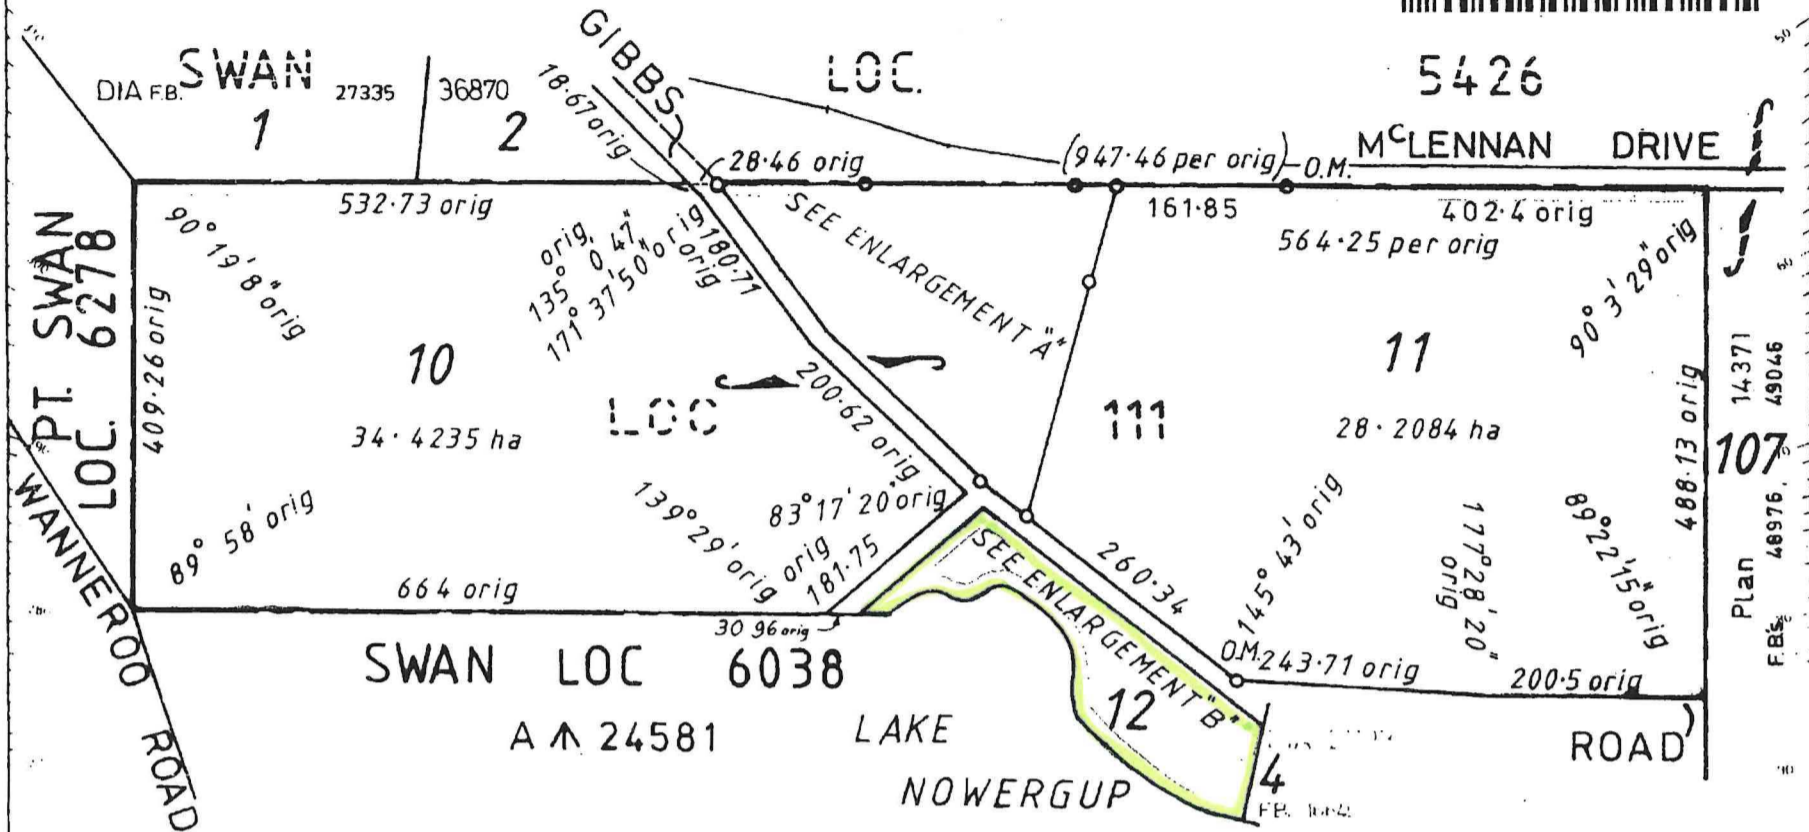 SWAN LOC. 5426
DIA F.B. 27335 36870
1 2
GIBBS
18.67 orig
28.46 orig
(947.46 per orig) O.M.
McLENNAN DRIVE
532.73 orig
161.85
402.4 orig
564.25 per orig
PT. SWAN
LOC. 6278
409.26 orig
90° 19' 8" orig
orig.
135° 0' 47"
171° 37' 50" orig
180.71
orig
SEE ENLARGEMENT "A"
90° 3' 29" orig
10
34.4235 ha
LOC 111
200.62 orig
11
28.2084 ha
488.13 orig
107
Plan 14371
F.Bs. 48976, 49046
WANNEROO ROAD
89° 58' orig
664 orig
139° 29' orig
83° 17' 20" orig
orig
181.75
30.96 orig
SEE ENLARGEMENT "B"
260.34
145° 43' orig
177° 28' 20"
orig
89° 22' 15" orig
O.M. 243.71 orig
200.5 orig
SWAN LOC 6038
A 24581
LAKE
NOWERGUP
12
4
F.B.
ROAD